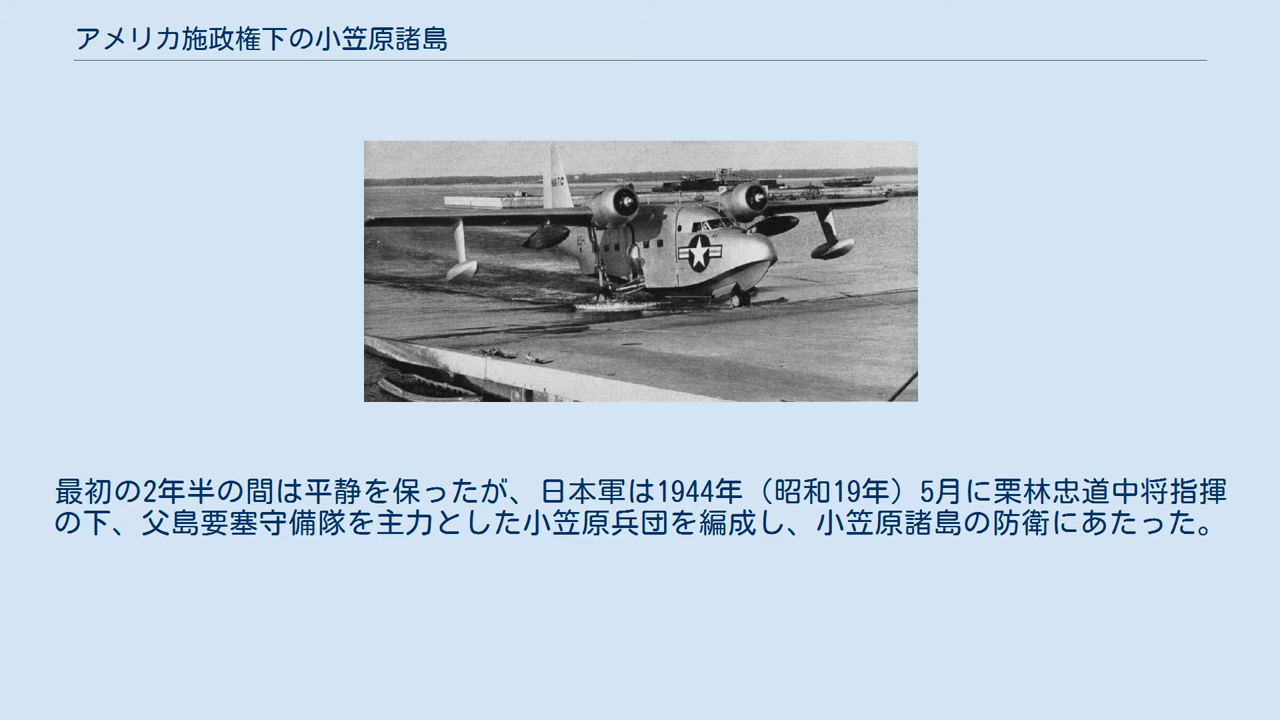 アメリカ施政権下の小笠原諸島
MATC
最初の2年半の間は平静を保ったが、日本軍は1944年（昭和19年）5月に栗林忠道中将指揮
の下、父島要塞守備隊を主力とした小笠原兵団を編成し、小笠原諸島の防衛にあたった。